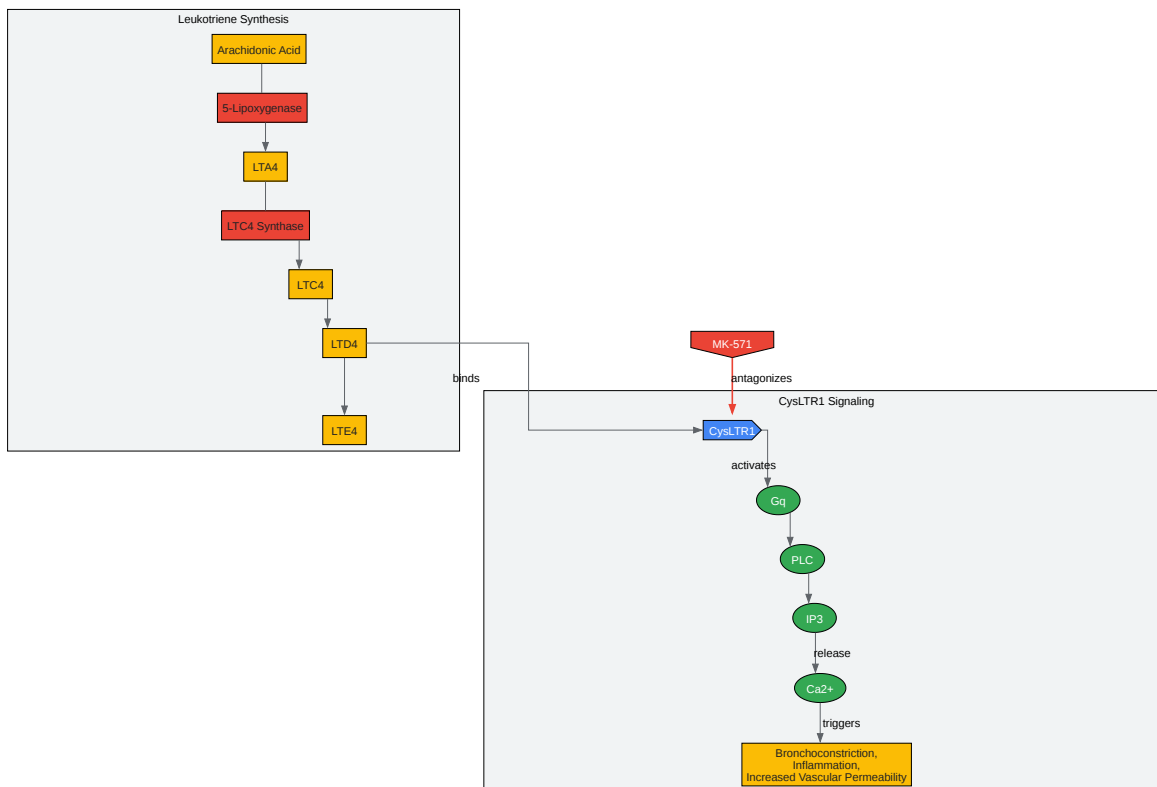 Leukotriene Synthesis
Arachidonic Acid
5-Lipoxygenase
LTA4
LTC4 Synthase
LTC4
LTD4
LTE4
binds
MK-571
antagonizes
CysLTR1 Signaling
CysLTR1
activates
Gq
PLC
IP3
release
Ca2+
triggers
Bronchoconstriction,
Inflammation,
Increased Vascular Permeability